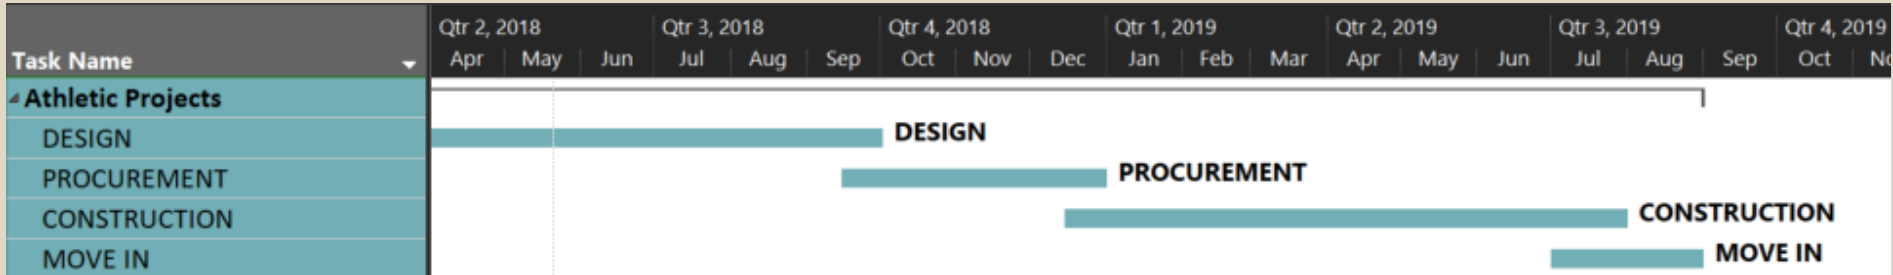 Qtr 2, 2018 Qtr 3, 2018 Qtr 4, 2018 Qtr 1, 2019 Qtr 2, 2019 Qtr 3, 2019 Qtr 4, 2019
Task Name Apr May Jun Jul Aug Sep Oct Nov Dec Jan Feb Mar Apr May Jun Jul Aug Sep Oct
Athletic Projects
DESIGN DESIGN
PROCUREMENT PROCUREMENT
CONSTRUCTION CONSTRUCTION
MOVE IN MOVE IN